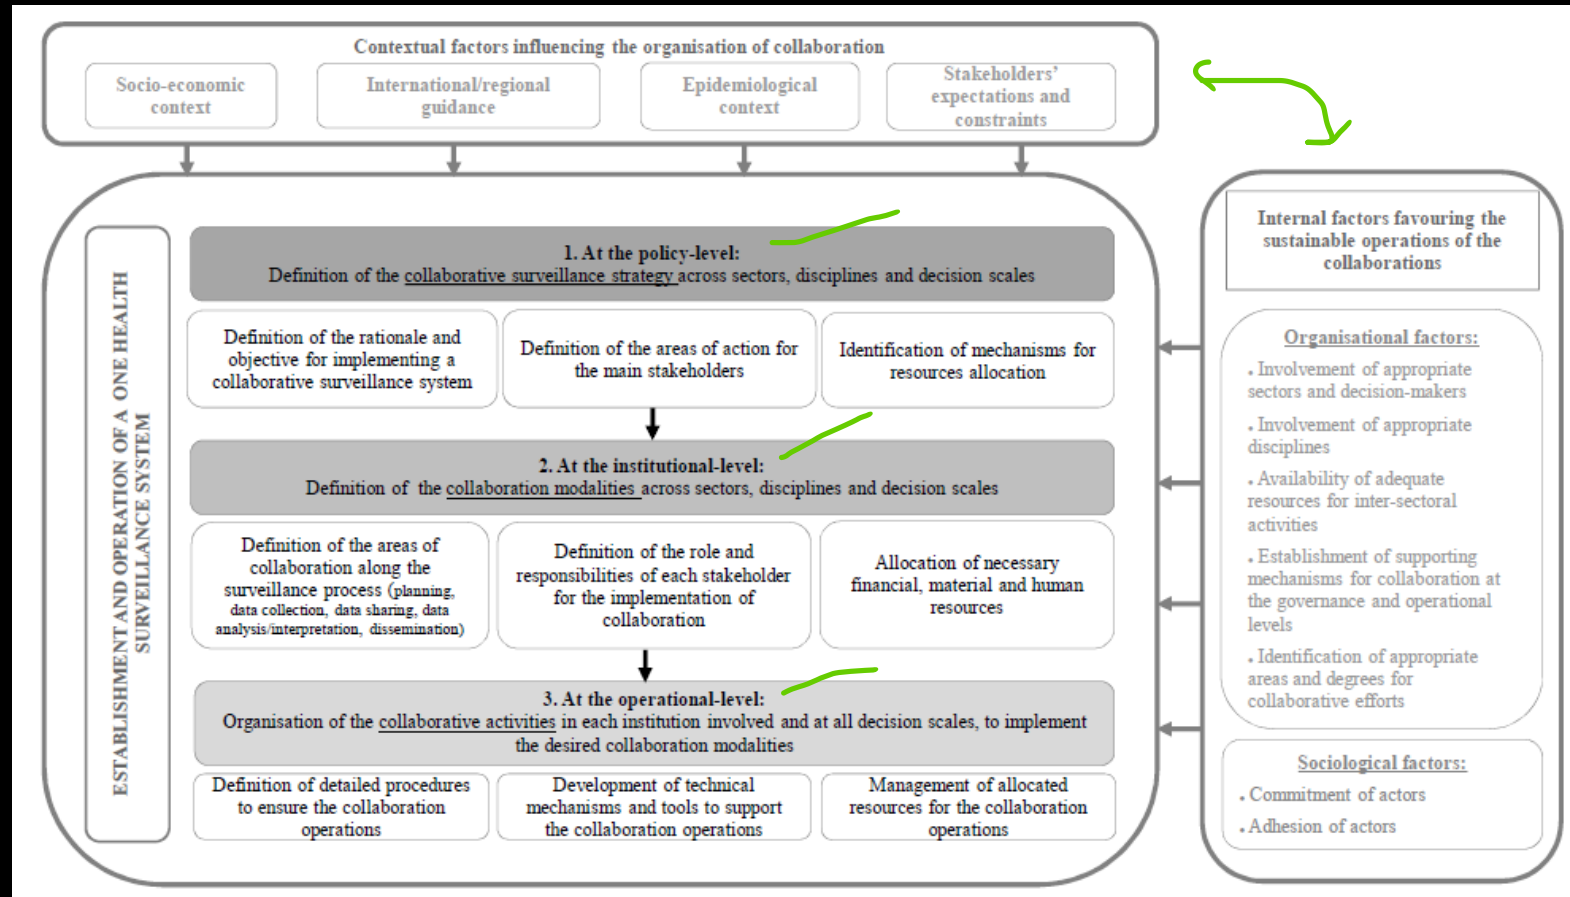 Contextual factors influencing the organisation of collaboration
Socio-economic
context
International/regional
guidance
Epidemiological
context
Stakeholders'
expectations and
constraints
ESTABLISHMENT AND OPERATION OF A ONE HEALTH
SURVEILLANCE SYSTEM
1. At the policy-level:
Definition of the collaborative surveillance strategy across sectors, disciplines and decision scales
Definition of the rationale and
objective for implementing a
collaborative surveillance system
Definition of the areas of action for
the main stakeholders
Identification of mechanisms for
resources allocation
2. At the institutional-level:
Definition of the collaboration modalities across sectors, disciplines and decision scales
Definition of the areas of
collaboration along the
surveillance process (planning,
data collection, data sharing, data
analysis/interpretation, dissemination)
Definition of the role and
responsibilities of each stakeholder
for the implementation of
collaboration
Allocation of necessary
financial, material and human
resources
3. At the operational-level:
Organisation of the collaborative activities in each institution involved and at all decision scales, to implement
the desired collaboration modalities
Definition of detailed procedures
to ensure the collaboration
operations
Development of technical
mechanisms and tools to support
the collaboration operations
Management of allocated
resources for the collaboration
operations
Internal factors favouring the
sustainable operations of the
collaborations
Organisational factors:
. Involvement of appropriate
sectors and decision-makers
. Involvement of appropriate
disciplines
. Availability of adequate
resources for inter-sectoral
activities
. Establishment of supporting
mechanisms for collaboration at
the governance and operational
levels
. Identification of appropriate
areas and degrees for
collaborative efforts
Sociological factors:
. Commitment of actors
. Adhesion of actors